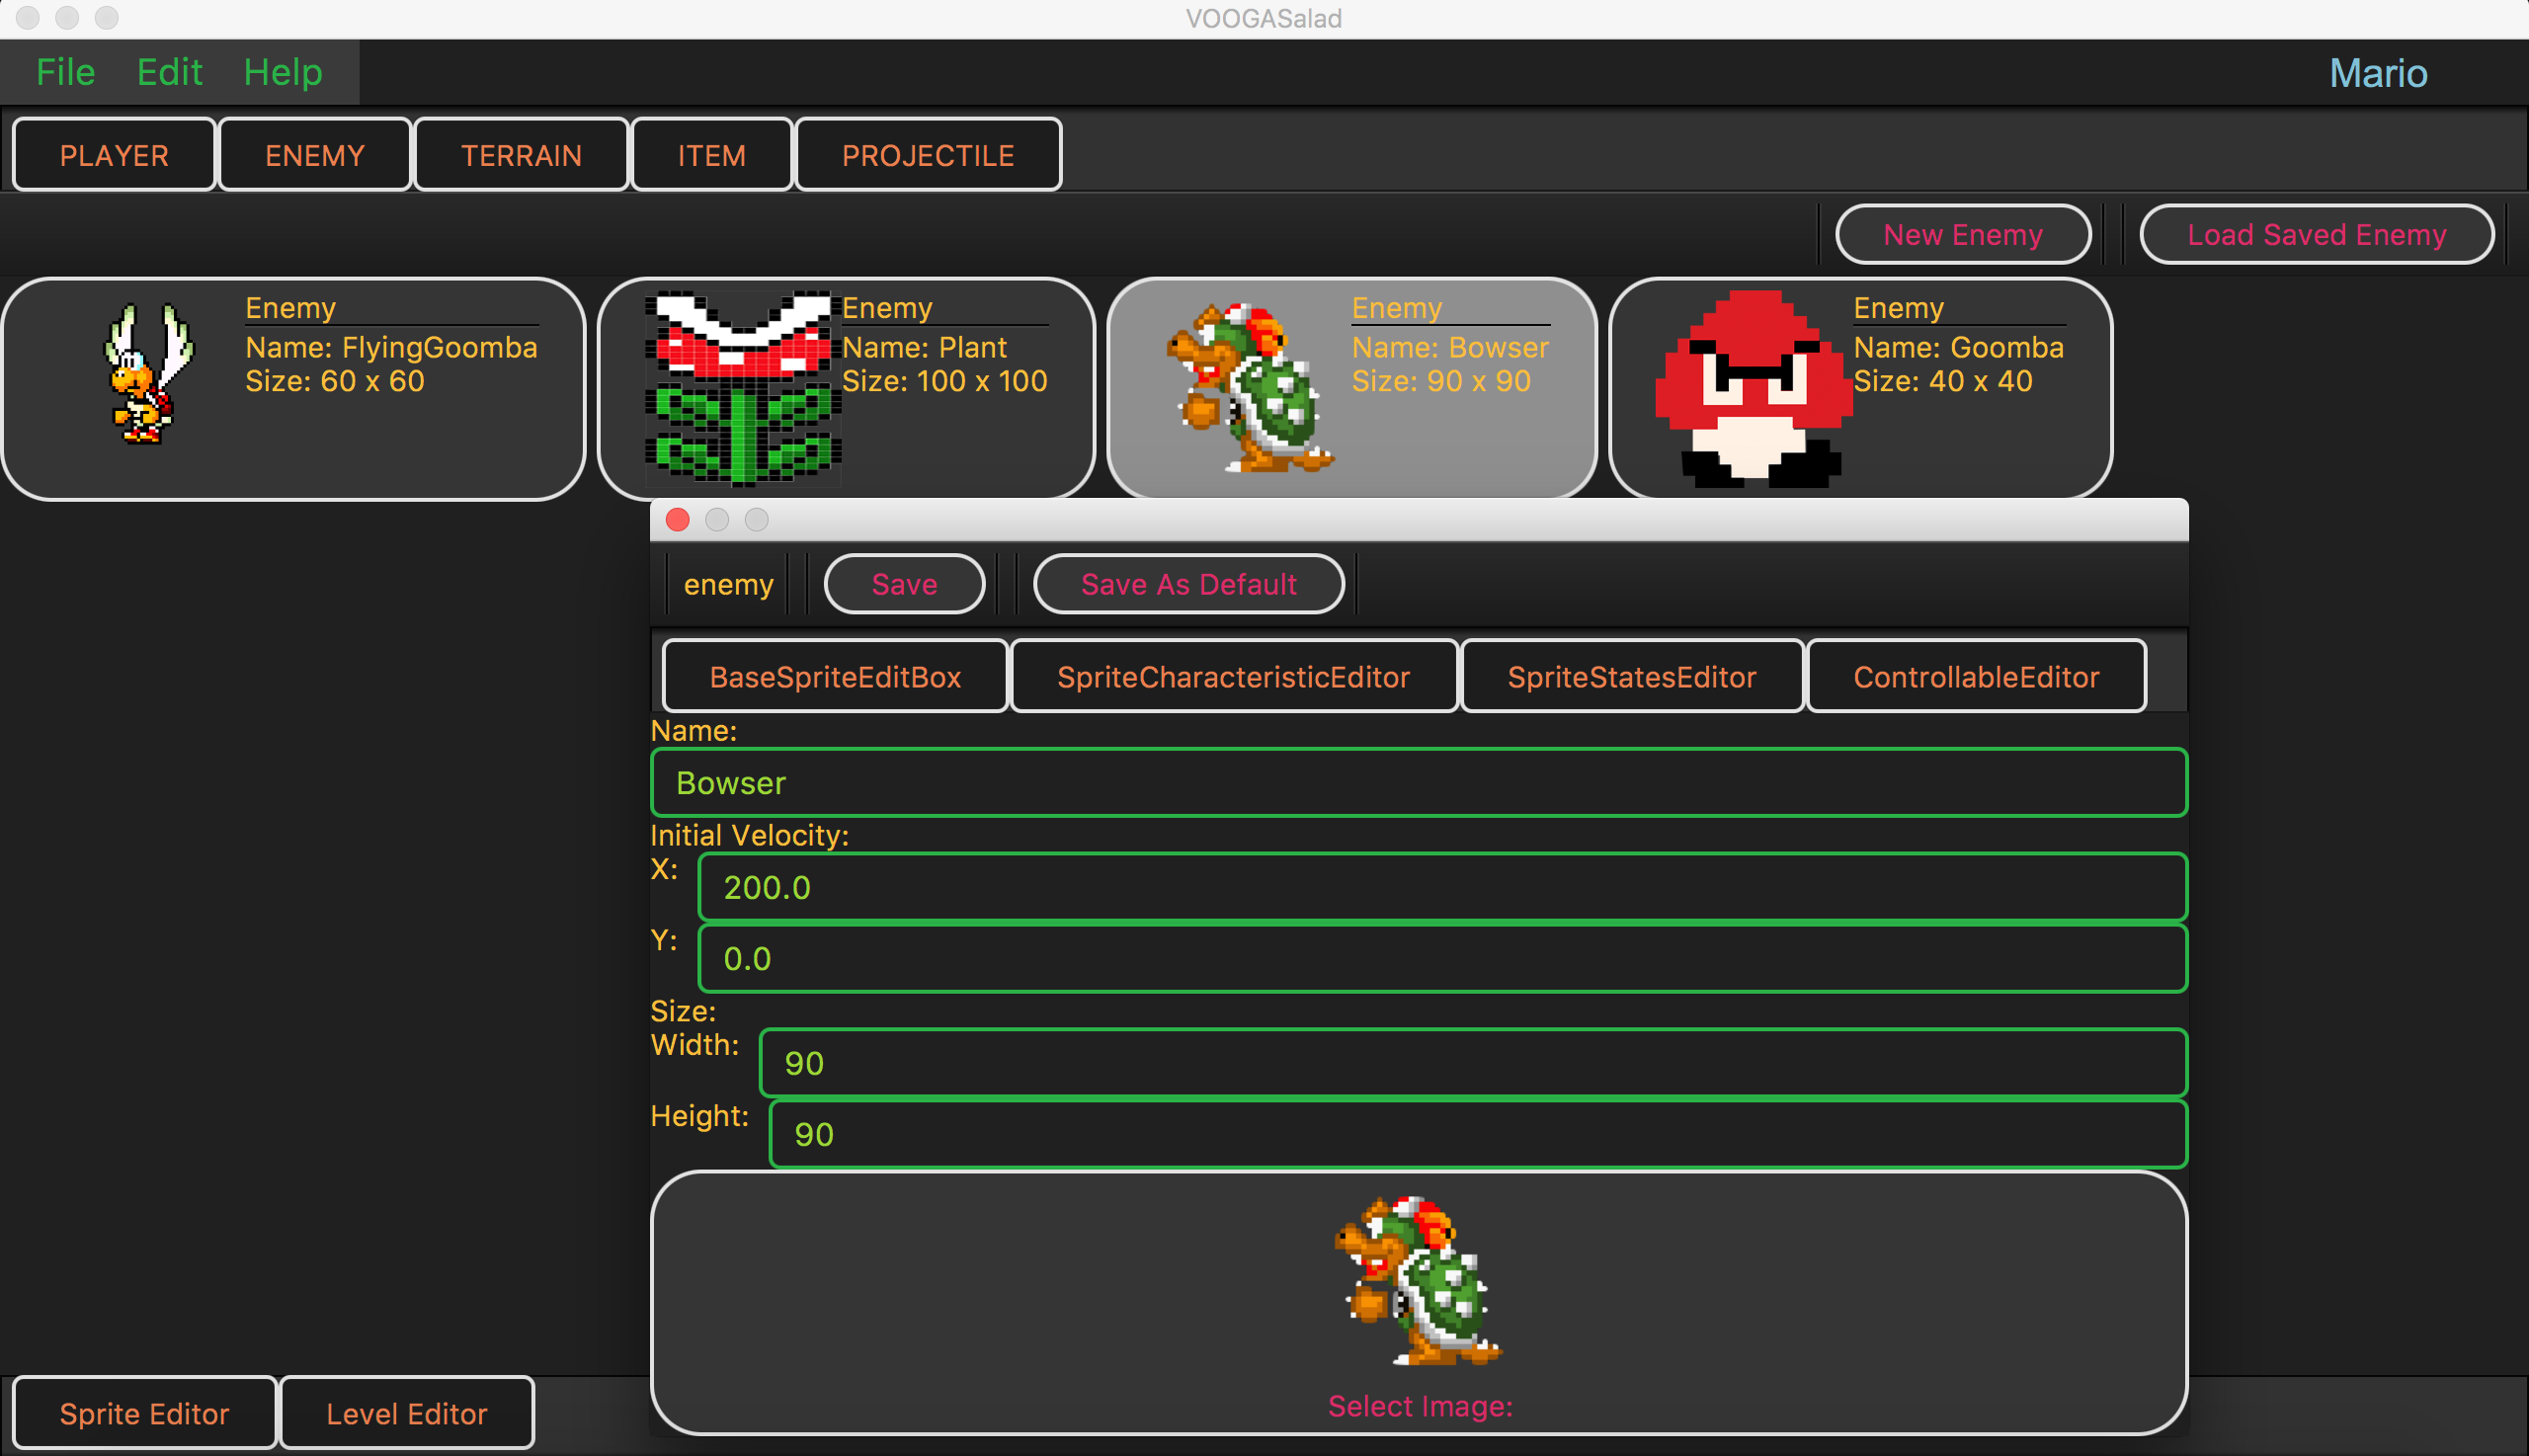 VOOGASalad
File Edit Help Mario
PLAYER ENEMY TERRAIN ITEM PROJECTILE
New Enemy Load Saved Enemy
Enemy
Name: FlyingGoomba
Size: 60 x 60
Enemy
Name: Plant
Size: 100 x 100
Enemy
Name: Bowser
Size: 90 x 90
Enemy
Name: Goomba
Size: 40 x 40
enemy Save Save As Default
BaseSpriteEditBox SpriteCharacteristicEditor SpriteStatesEditor ControllableEditor
Name:
Bowser
Initial Velocity:
X: 200.0
Y: 0.0
Size:
Width: 90
Height: 90
Select Image:
Sprite Editor Level Editor